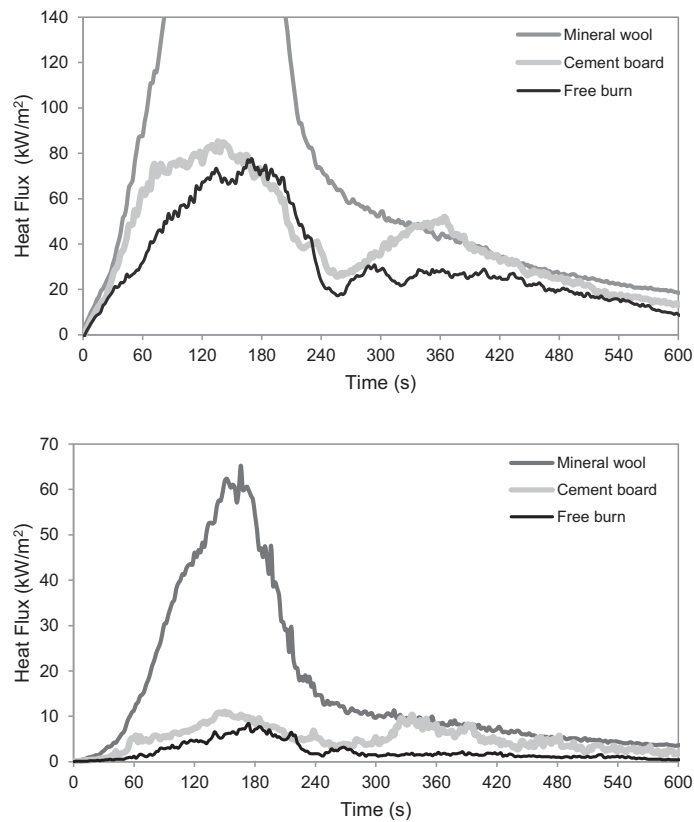 140
120
100
80
60
40
20
0
Heat Flux (kW/m²)
Mineral wool
Cement board
Free burn
0 60 120 180 240 300 360 420 480 540 600
Time (s)
70
60
50
40
30
20
10
0
Heat Flux (kW/m²)
Mineral wool
Cement board
Free burn
0 60 120 180 240 300 360 420 480 540 600
Time (s)